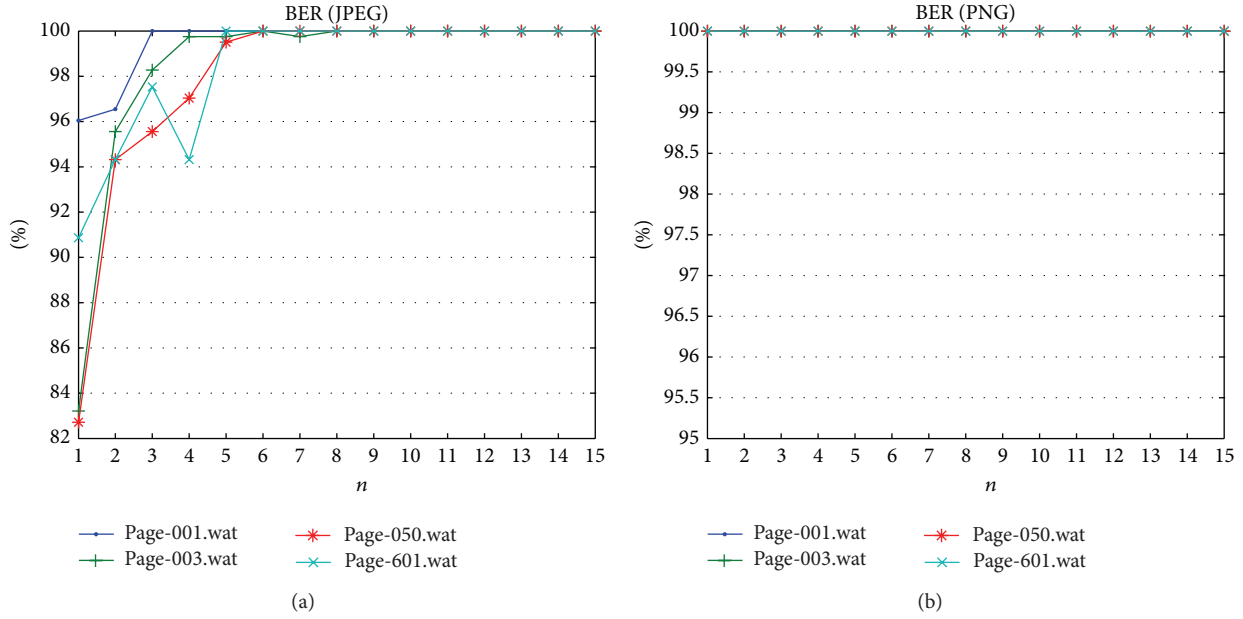 BER (JPEG)
100
98
96
94
92
90
88
86
84
82
(%)
1 2 3 4 5 6 7 8 9 10 11 12 13 14 15
n
Page-001.wat
Page-003.wat
Page-050.wat
Page-601.wat
(a)
BER (PNG)
100
99.5
99
98.5
98
97.5
97
96.5
96
95.5
95
(%)
1 2 3 4 5 6 7 8 9 10 11 12 13 14 15
n
Page-001.wat
Page-003.wat
Page-050.wat
Page-601.wat
(b)